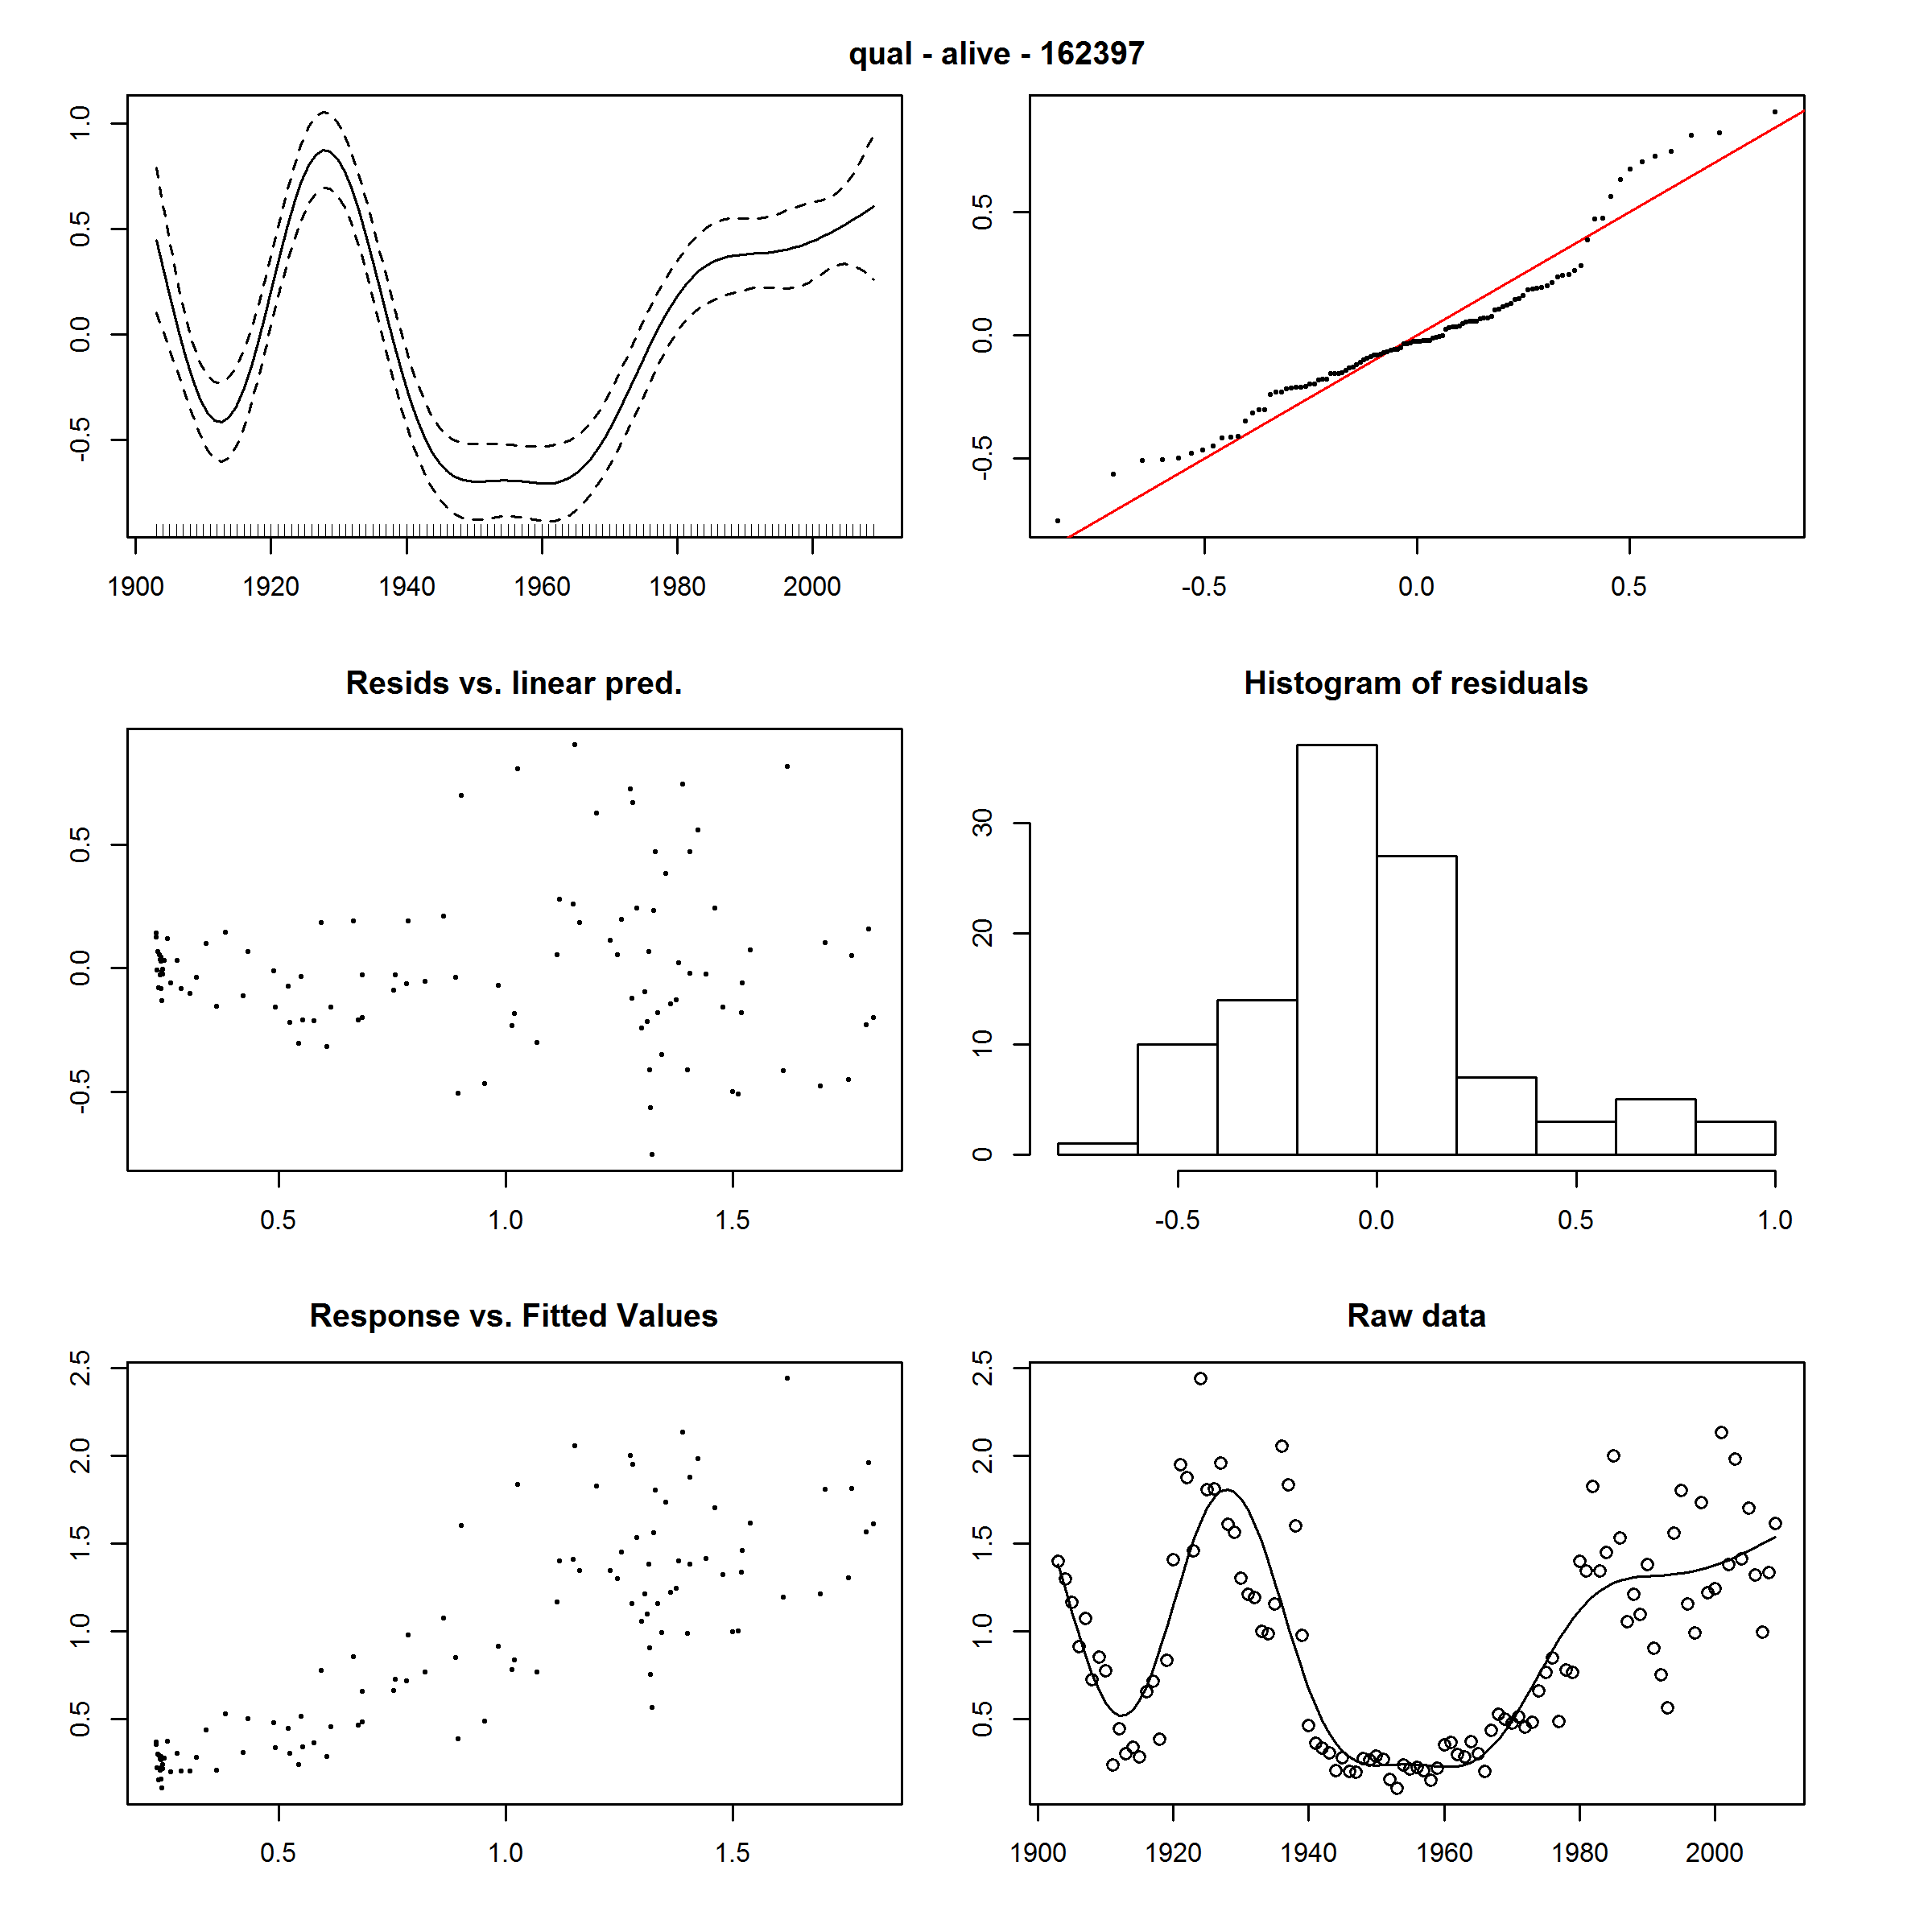 qual - alive - 162397
1.0
0.5
0.0
-0.5
1900 1920 1940 1960 1980 2000
0.5
0.0
-0.5
-0.5 0.0 0.5
Resids vs. linear pred.
0.5
0.0
-0.5
0.5 1.0 1.5
Histogram of residuals
30
20
10
0
-0.5 0.0 0.5 1.0
Response vs. Fitted Values
2.5
2.0
1.5
1.0
0.5
0.5 1.0 1.5
Raw data
2.5
2.0
1.5
1.0
0.5
1900 1920 1940 1960 1980 2000